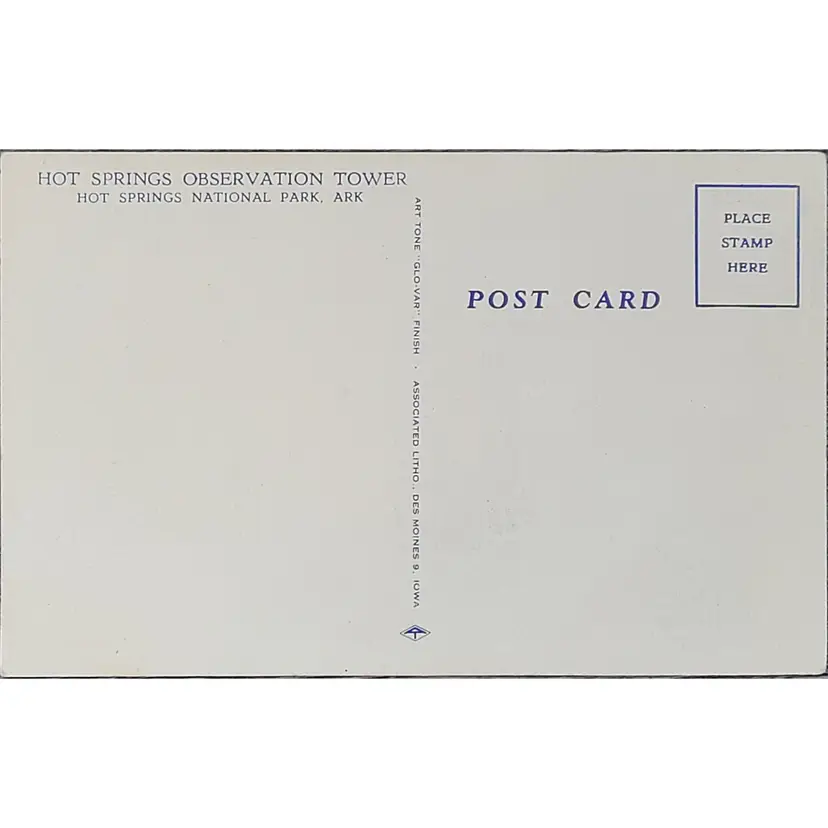 HOT SPRINGS OBSERVATION TOWER
HOT SPRINGS NATIONAL PARK, ARK
ART TONE "GLO-VAR" FINISH · ASSOCIATED LITHO., DES MOINES 9, IOWA
POST CARD
PLACE
STAMP
HERE